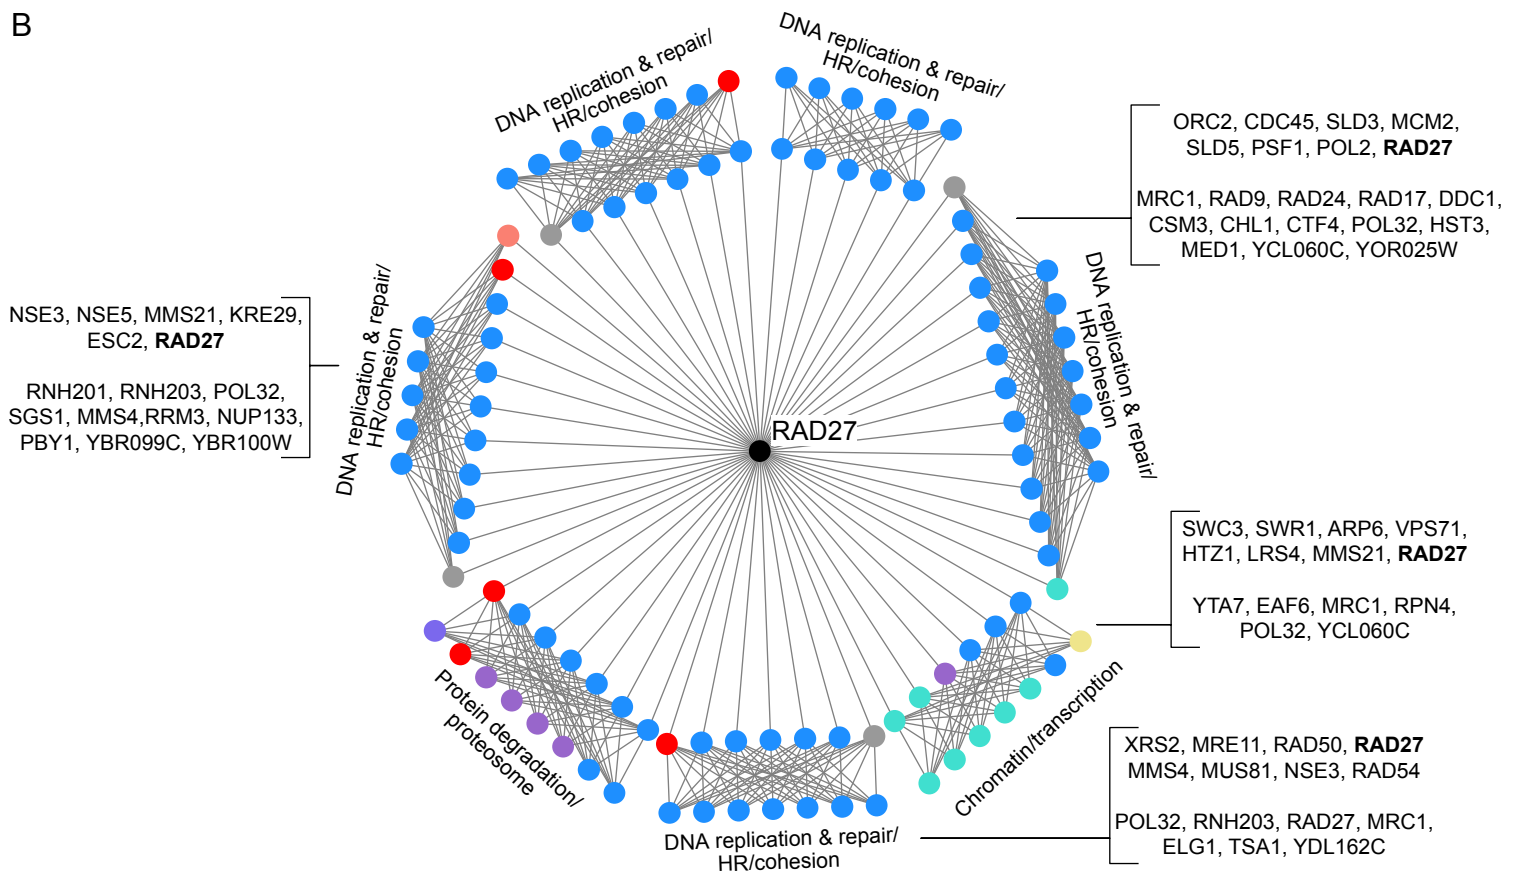 B
DNA replication & repair/
HR/cohesion
DNA replication & repair/
HR/cohesion
ORC2, CDC45, SLD3, MCM2,
SLD5, PSF1, POL2, RAD27
MRC1, RAD9, RAD24, RAD17, DDC1,
CSM3, CHL1, CTF4, POL32, HST3,
MED1, YCL060C, YOR025W
DNA replication & repair/
HR/cohesion
NSE3, NSE5, MMS21, KRE29,
ESC2, RAD27
RNH201, RNH203, POL32,
SGS1, MMS4,RRM3, NUP133,
PBY1, YBR099C, YBR100W
DNA replication & repair/
HR/cohesion
RAD27
SWC3, SWR1, ARP6, VPS71,
HTZ1, LRS4, MMS21, RAD27
YTA7, EAF6, MRC1, RPN4,
POL32, YCL060C
Chromatin/transcription
Protein degradation/
proteosome
XRS2, MRE11, RAD50, RAD27
MMS4, MUS81, NSE3, RAD54
POL32, RNH203, RAD27, MRC1,
ELG1, TSA1, YDL162C
DNA replication & repair/
HR/cohesion